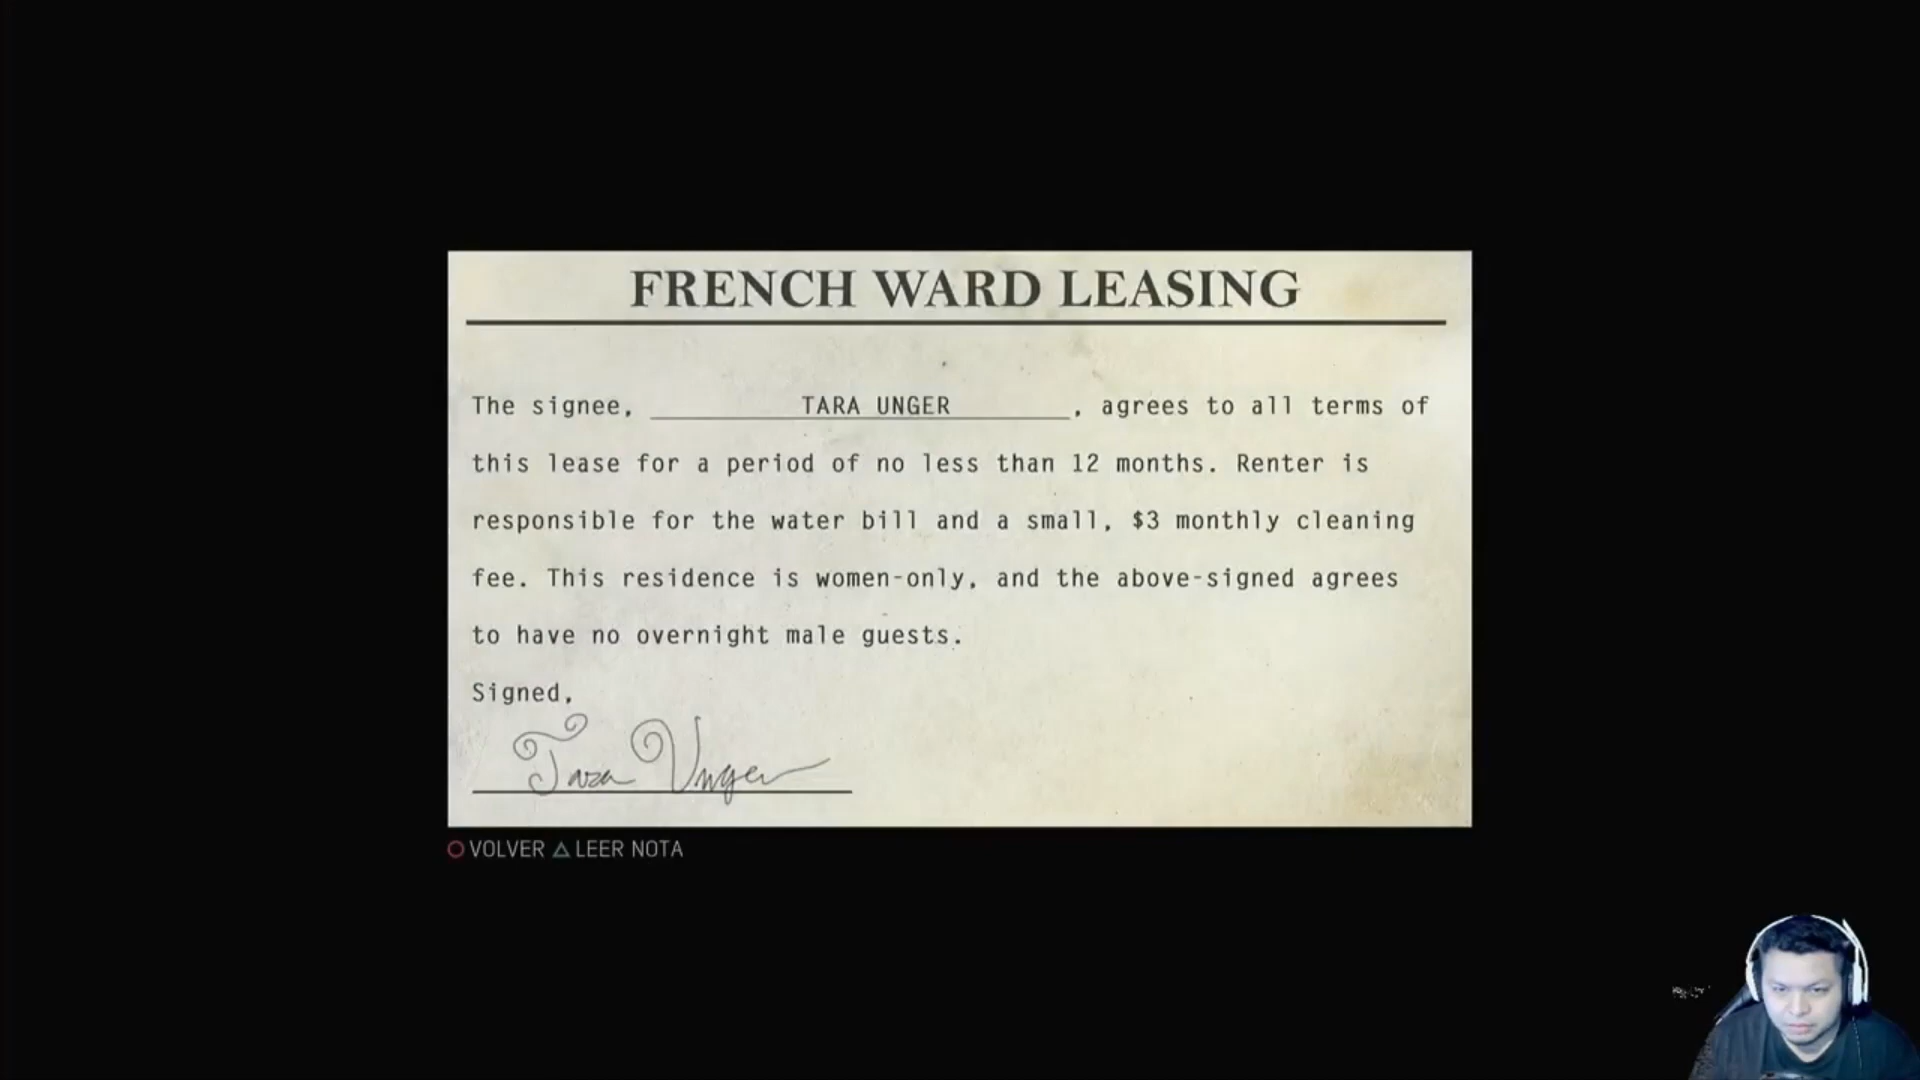 FRENCH WARD LEASING
The signee, TARA UNGER, agrees to all terms of
this lease for a period of no less than 12 months. Renter is
responsible for the water bill and a small, $3 monthly cleaning
fee. This residence is women-only, and the above-signed agrees
to have no overnight male guests.
Signed,
Tara Unger
VOLVER LEER NOTA